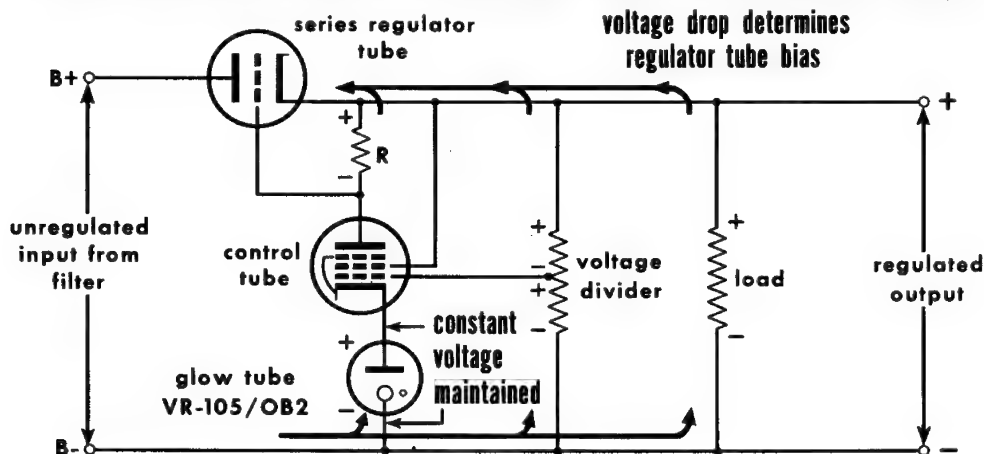 series regulator
tube
voltage drop determines
regulator tube bias
B+
+
+
R
−
unregulated
input from
filter
control
tube
+
−
+
−
voltage
divider
+
load
−
regulated
output
constant
voltage
maintained
+
glow tube
VR-105/OB2
−
B-
−